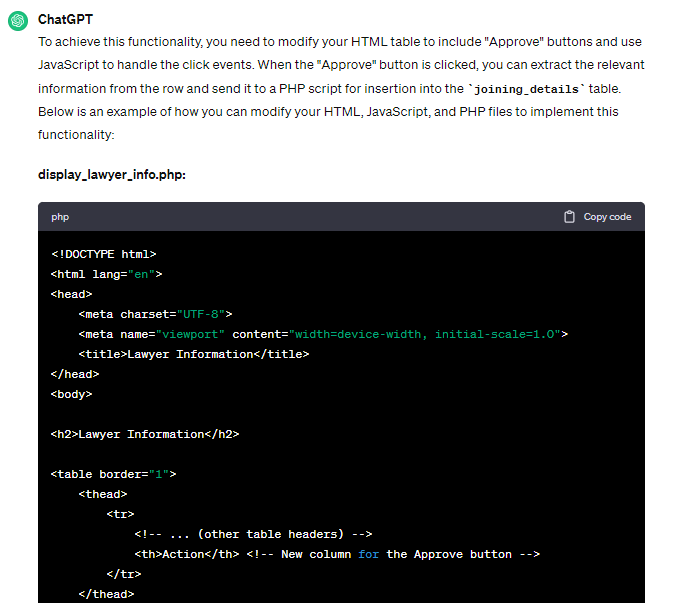 ChatGPT
To achieve this functionality, you need to modify your HTML table to include "Approve" buttons and use
JavaScript to handle the click events. When the "Approve" button is clicked, you can extract the relevant
information from the row and send it to a PHP script for insertion into the `joining_details` table.
Below is an example of how you can modify your HTML, JavaScript, and PHP files to implement this
functionality:
display_lawyer_info.php:
php
Copy code
<!DOCTYPE html>
<html lang="en">
<head>
    <meta charset="UTF-8">
    <meta name="viewport" content="width=device-width, initial-scale=1.0">
    <title>Lawyer Information</title>
</head>
<body>
<h2>Lawyer Information</h2>
<table border="1">
    <thead>
        <tr>
            <!-- ... (other table headers) -->
            <th>Action</th> <!-- New column for the Approve button -->
        </tr>
    </thead>